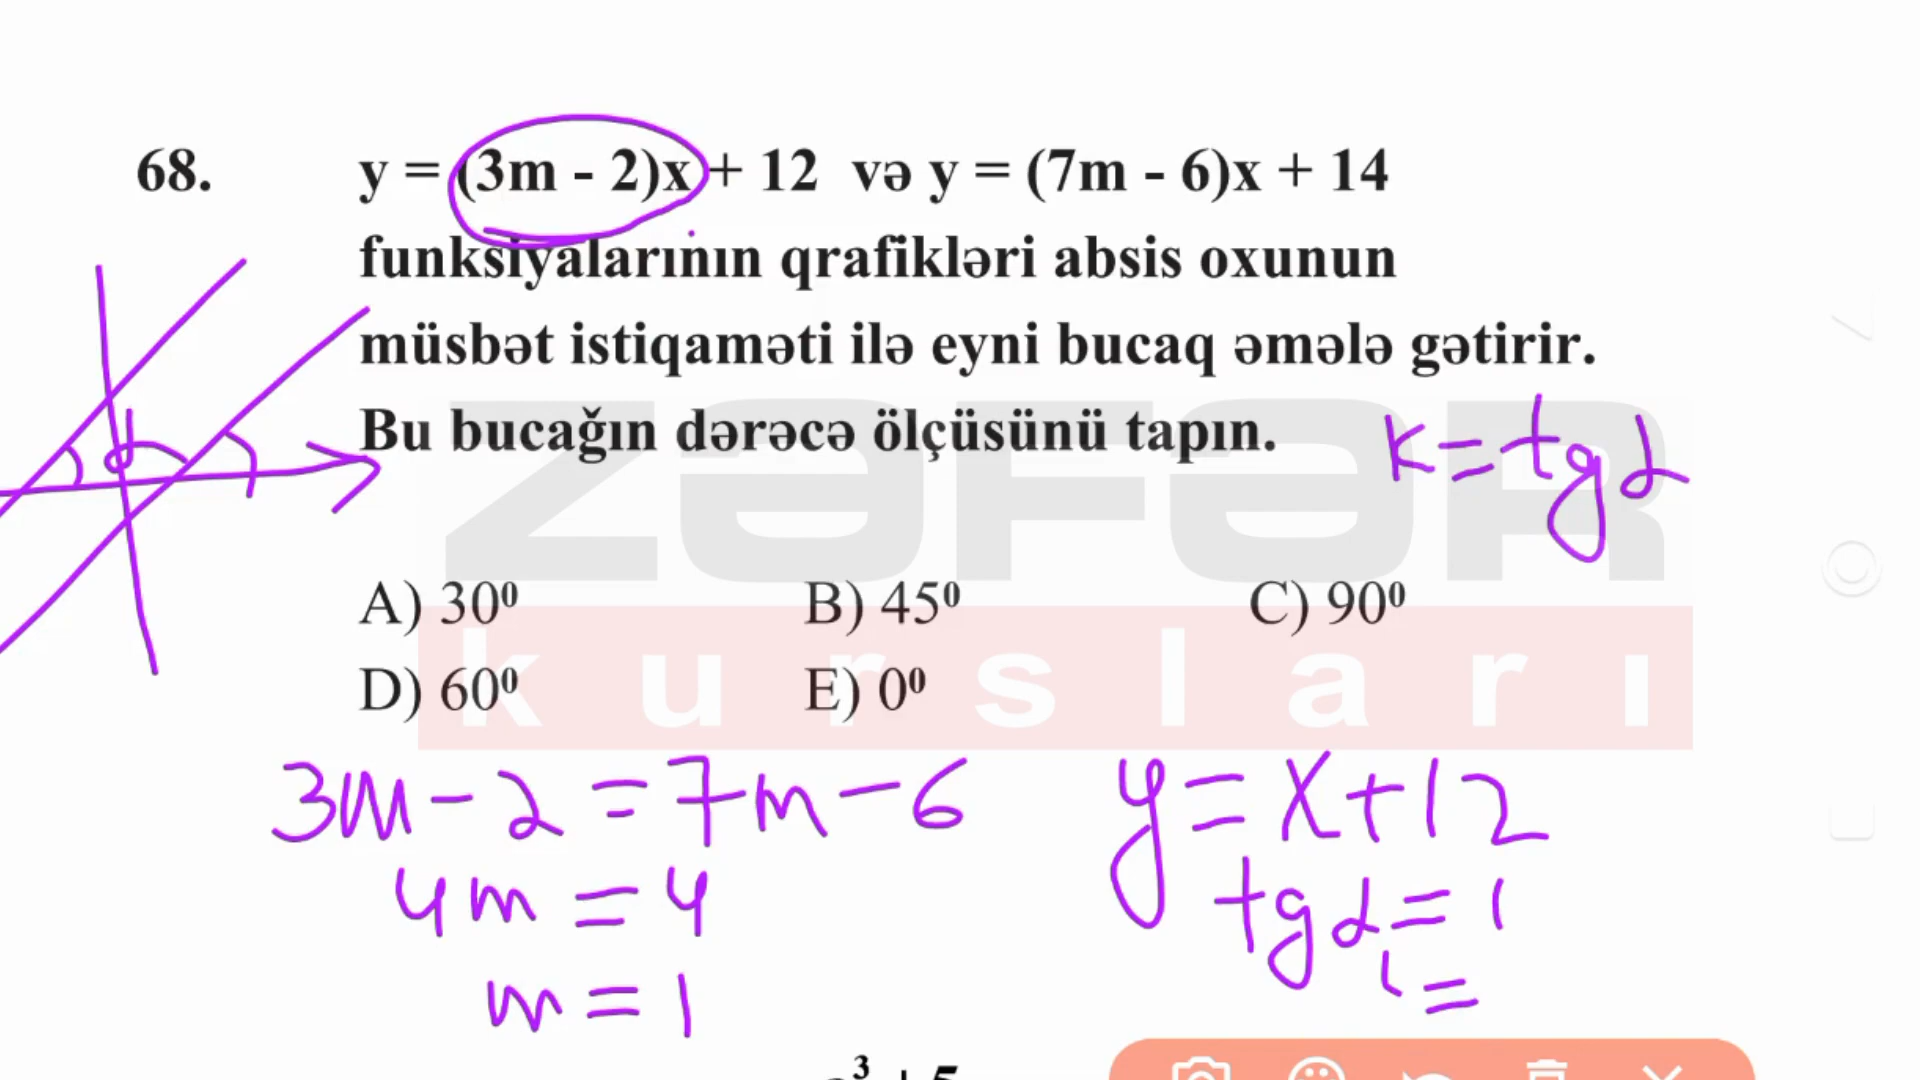 68. y = (3m - 2)x + 12 və y = (7m - 6)x + 14
funksiyalarının qrafikləri absis oxunun
müsbət istiqaməti ilə eyni bucaq əmələ gətirir.
Bu bucağın dərəcə ölçüsünü tapın.
k = tgα
α
ZƏFƏR
kursları
A) 30⁰ B) 45⁰ C) 90⁰
D) 60⁰ E) 0⁰
3m - 2 = 7m - 6
4m = 4
m = 1
y = x + 12
tgα = 1
=
³ + 5